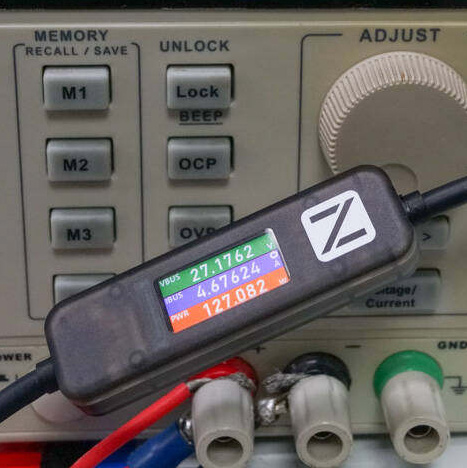 MEMORY
RECALL / SAVE
UNLOCK
ADJUST
M1
Lock
BEEP
M2
OCP
M3
OVP
>
VBUS 27.1762 V
IBUS 4.67624 A
PWR 127.082 W
Voltage/
Current
POWER
+
-
GND